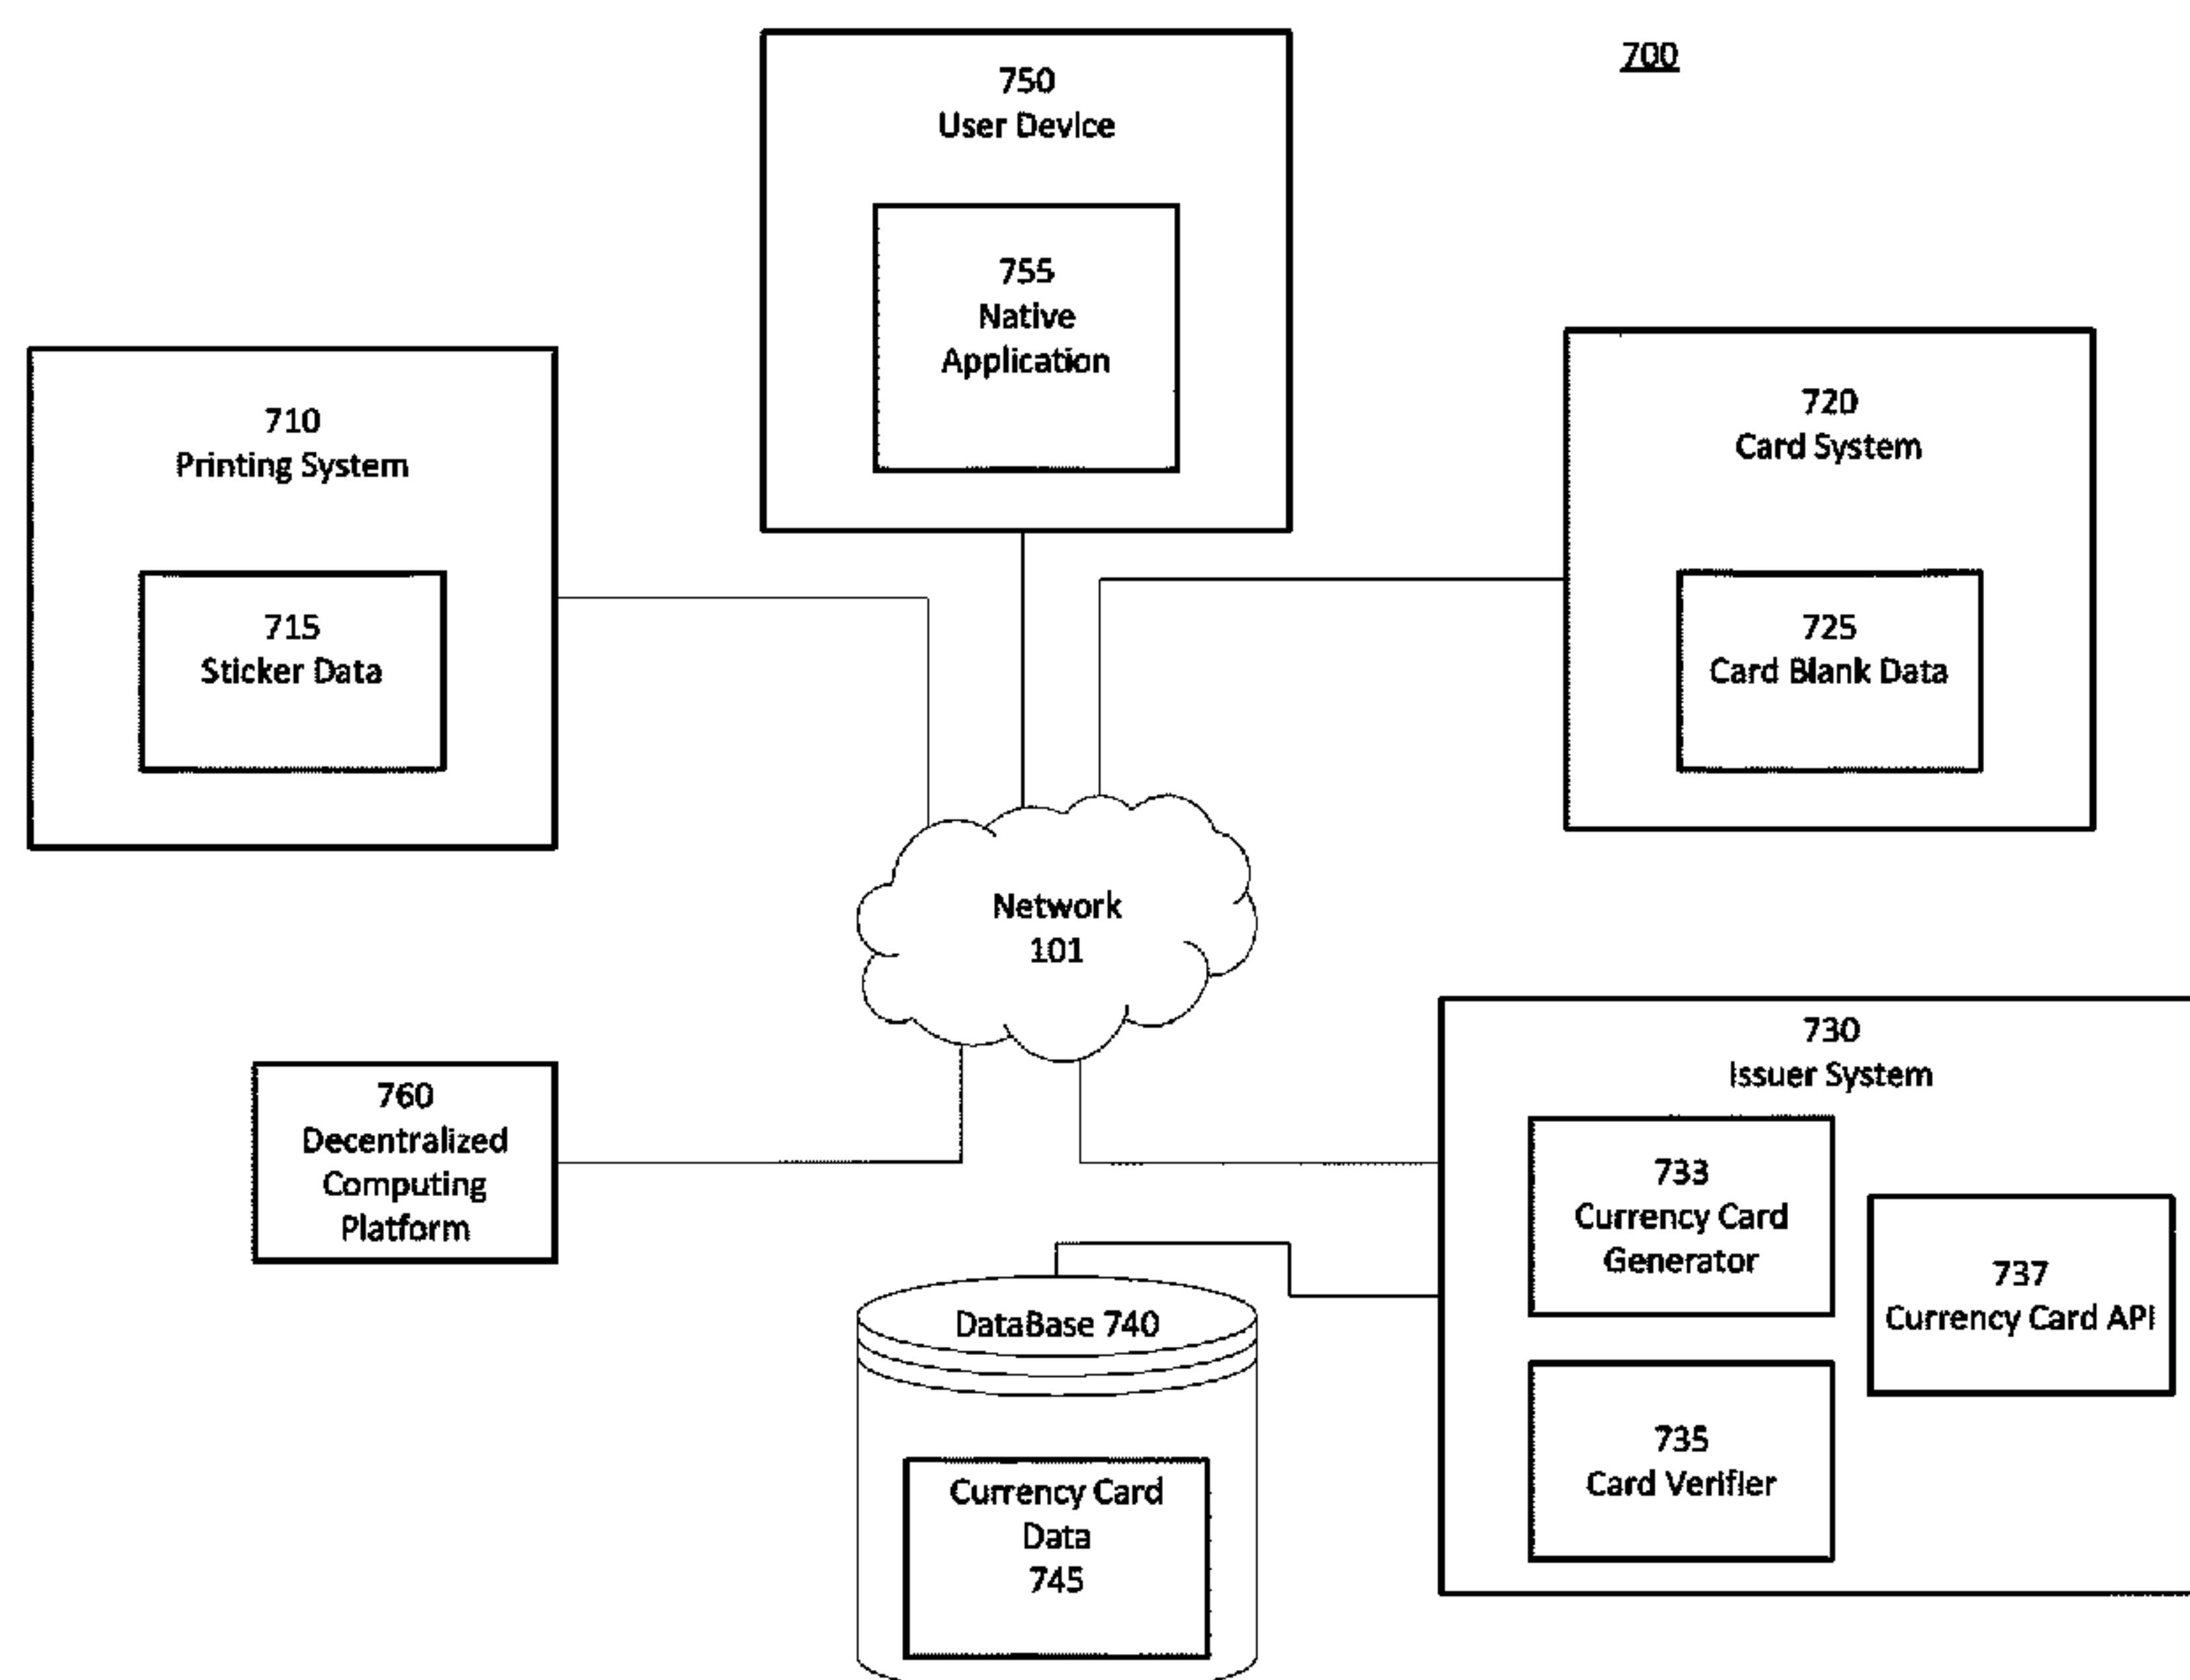 700
750
User Device
755
Native
Application
710
Printing System
715
Sticker Data
720
Card System
725
Card Blank Data
Network
101
760
Decentralized
Computing
Platform
730
Issuer System
733
Currency Card
Generator
737
Currency Card API
735
Card Verifier
DataBase 740
Currency Card
Data
745